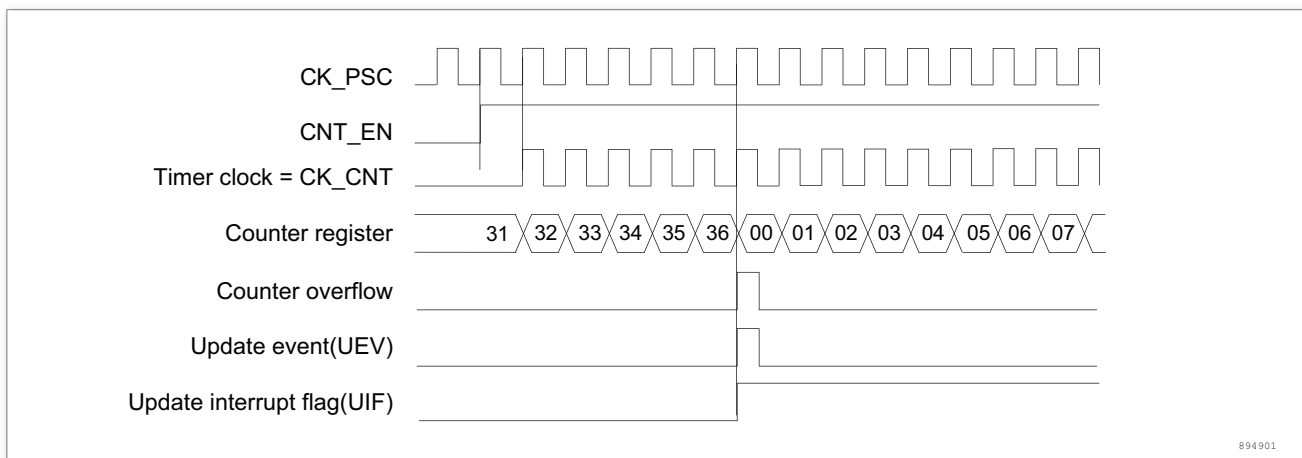 CK_PSC
CNT_EN
Timer clock = CK_CNT
Counter register 31 32 33 34 35 36 00 01 02 03 04 05 06 07
Counter overflow
Update event(UEV)
Update interrupt flag(UIF)
894901